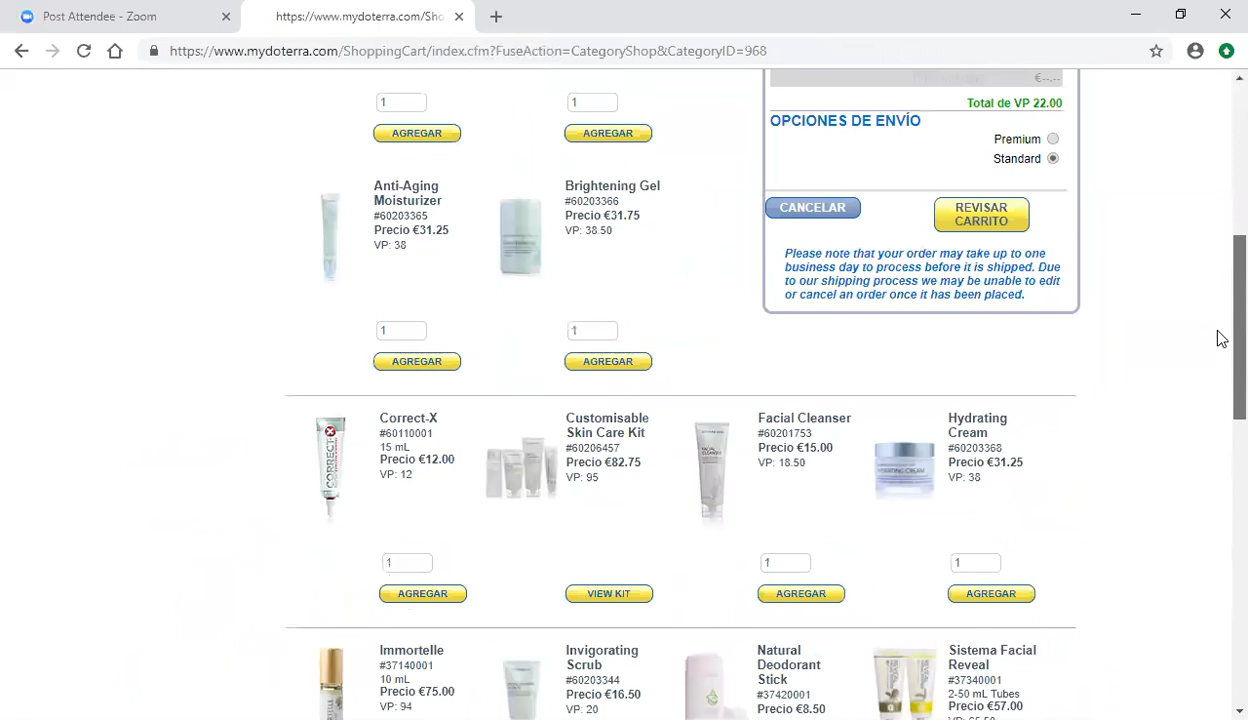 Post Attendee - Zoom
https://www.mydoterra.com/Sho
https://www.mydoterra.com/ShoppingCart/index.cfm?FuseAction=CategoryShop&CategoryID=968
€--.--
Total de VP 22.00
OPCIONES DE ENVÍO
Premium
Standard
CANCELAR
REVISAR
CARRITO
Please note that your order may take up to one
business day to process before it is shipped. Due
to our shipping process we may be unable to edit
or cancel an order once it has been placed.
1
1
AGREGAR
AGREGAR
Anti-Aging
Moisturizer
#60203365
Precio €31.25
VP: 38
1
AGREGAR
Brightening Gel
#60203366
Precio €31.75
VP: 38.50
1
AGREGAR
Correct-X
#60110001
15 mL
Precio €12.00
VP: 12
1
AGREGAR
Customisable
Skin Care Kit
#60206457
Precio €82.75
VP: 95
VIEW KIT
Facial Cleanser
#60201753
Precio €15.00
VP: 18.50
1
AGREGAR
Hydrating
Cream
#60203368
Precio €31.25
VP: 38
1
AGREGAR
Immortelle
#37140001
10 mL
Precio €75.00
VP: 94
Invigorating
Scrub
#60203344
Precio €16.50
VP: 20
Natural
Deodorant
Stick
#37420001
Precio €8.50
Sistema Facial
Reveal
#37340001
2-50 mL Tubes
Precio €57.00
CORRECT-X
FACIAL
CLEANSER
HYDRATING CREAM